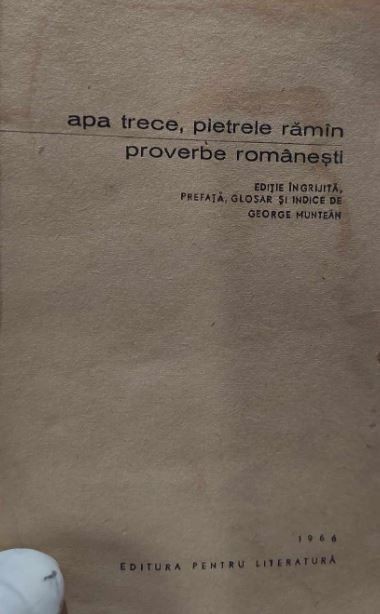 apa trece, pietrele rămîn
proverbe românești
EDIȚIE ÎNGRIJITĂ,
PREFAȚĂ, GLOSAR ȘI INDICE DE
GEORGE MUNTEAN
1966
EDITURA PENTRU LITERATURĂ